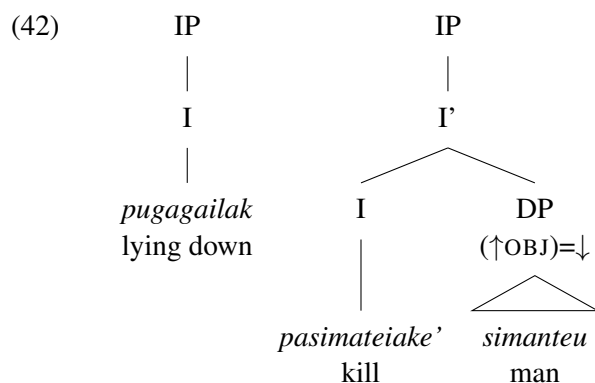 (42) IP IP
I I’
pugagailak I DP
lying down (↑OBJ)=↓
pasimateiake’ simanteu
kill man